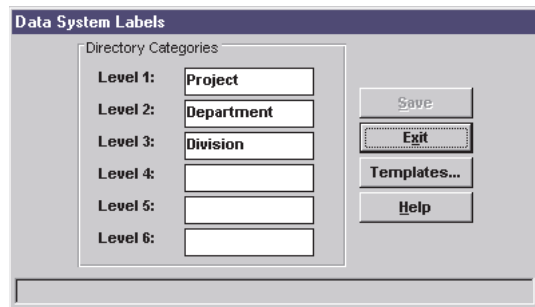 Data System Labels
Directory Categories
Level 1: Project
Level 2: Department
Level 3: Division
Level 4:
Level 5:
Level 6:
Save
Exit
Templates...
Help